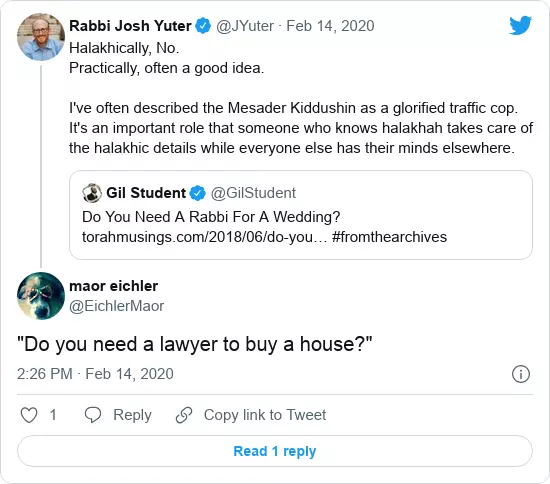 Rabbi Josh Yuter @JYuter · Feb 14, 2020
Halakhically, No.
Practically, often a good idea.
I've often described the Mesader Kiddushin as a glorified traffic cop.
It's an important role that someone who knows halakhah takes care of
the halakhic details while everyone else has their minds elsewhere.
Gil Student @GilStudent
Do You Need A Rabbi For A Wedding?
torahmusings.com/2018/06/do-you… #fromthearchives
maor eichler
@EichlerMaor
"Do you need a lawyer to buy a house?"
2:26 PM · Feb 14, 2020
1 Reply Copy link to Tweet
Read 1 reply